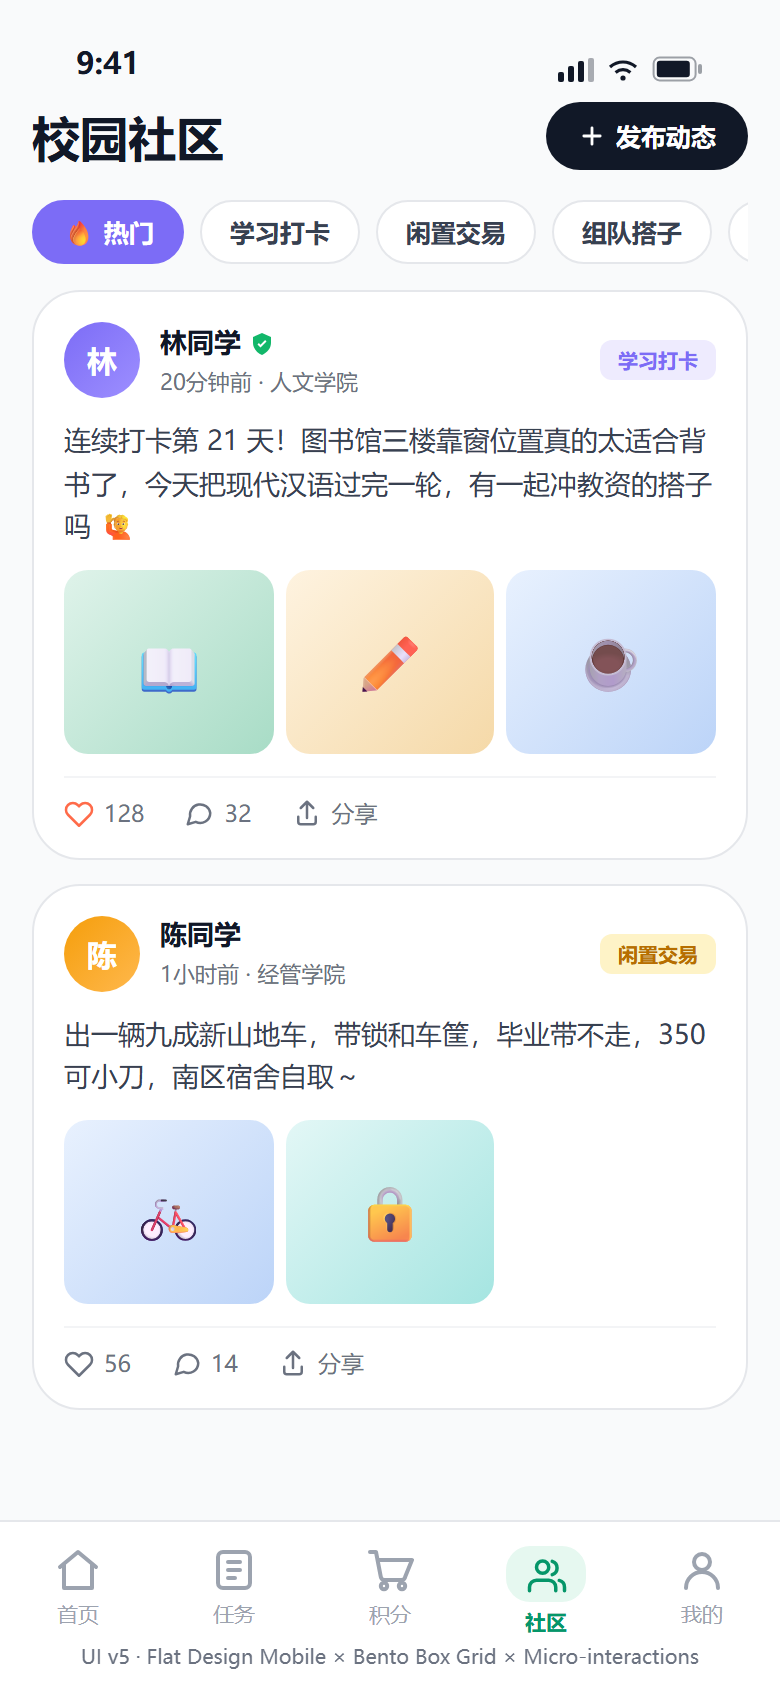 9:41
校园社区
发布动态
热门
学习打卡
闲置交易
组队搭子
林
林同学
20分钟前 · 人文学院
学习打卡
连续打卡第 21 天！图书馆三楼靠窗位置真的太适合背
书了，今天把现代汉语过完一轮，有一起冲教资的搭子
吗 🙋
128
32
分享
陈
陈同学
1小时前 · 经管学院
闲置交易
出一辆九成新山地车，带锁和车筐，毕业带不走，350
可小刀，南区宿舍自取～
56
14
分享
首页
任务
积分
社区
我的
UI v5 · Flat Design Mobile × Bento Box Grid × Micro-interactions